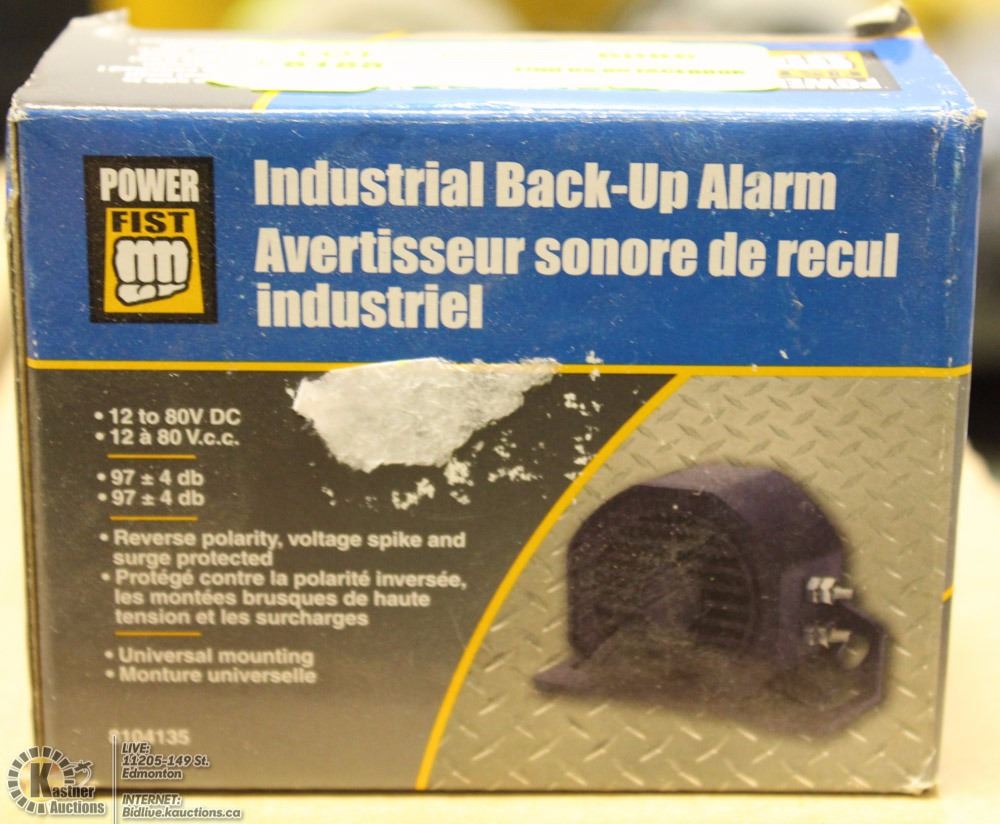 POWER
FIST
Industrial Back-Up Alarm
Avertisseur sonore de recul
industriel
• 12 to 80V DC
• 12 à 80 V.c.c.
• 97 ± 4 db
• 97 ± 4 db
• Reverse polarity, voltage spike and
surge protected
• Protégé contre la polarité inversée,
les montées brusques de haute
tension et les surcharges
• Universal mounting
• Monture universelle
8104135
Kastner
Auctions
LIVE:
11205-149 St.
Edmonton
INTERNET:
Bidlive.kauctions.ca